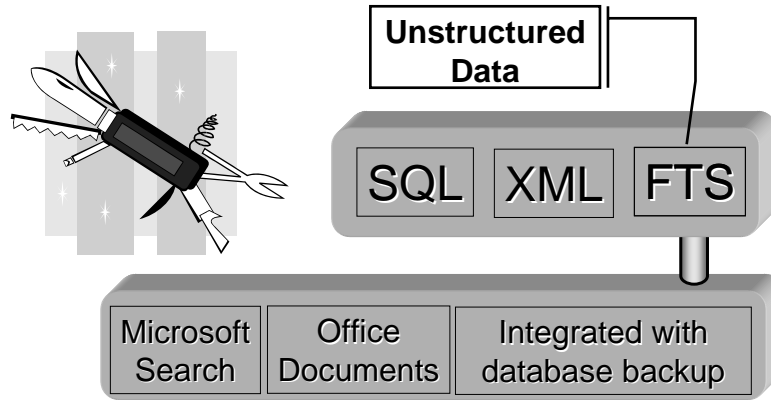 Unstructured
Data
SQL
XML
FTS
Microsoft
Search
Office
Documents
Integrated with
database backup